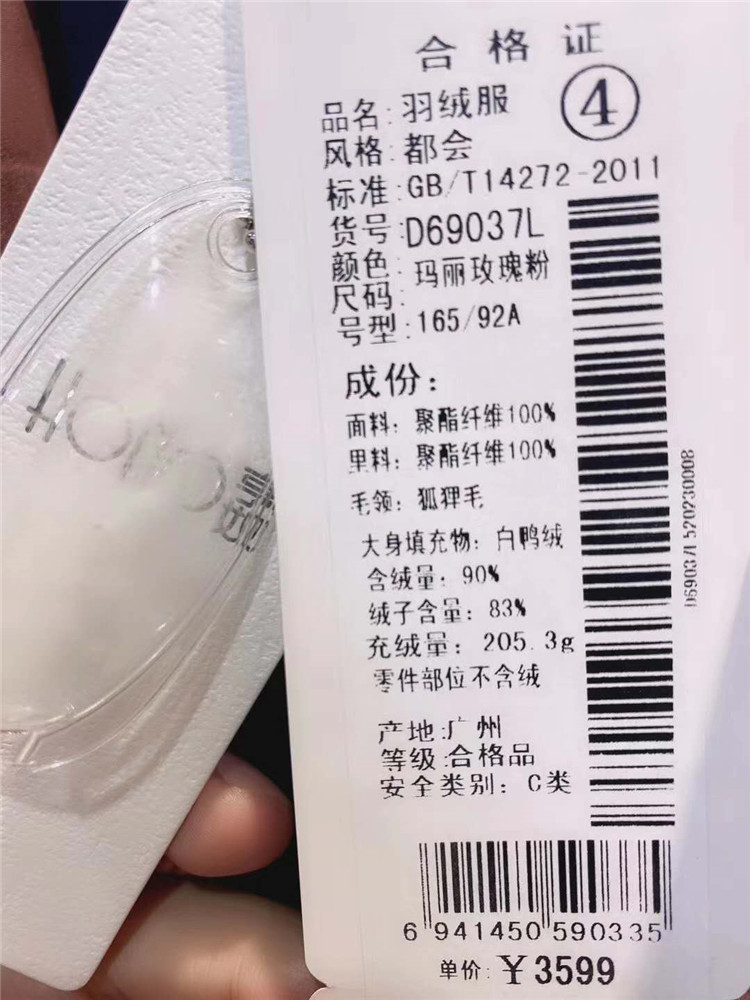 合格证
④
品名:羽绒服
风格:都会
标准:GB/T14272-2011
货号:D69037L
颜色:玛丽玫瑰粉
尺码:
号型:165/92A
成份:
面料: 聚酯纤维100%
里料: 聚酯纤维100%
毛领: 狐狸毛
大身填充物: 白鸭绒
含绒量: 90%
绒子含量: 83%
充绒量: 205.3g
零件部位不含绒
产地:广州
等级:合格品
安全类别: C类
D69037L520230008
6 941450 590335
单价:￥3599